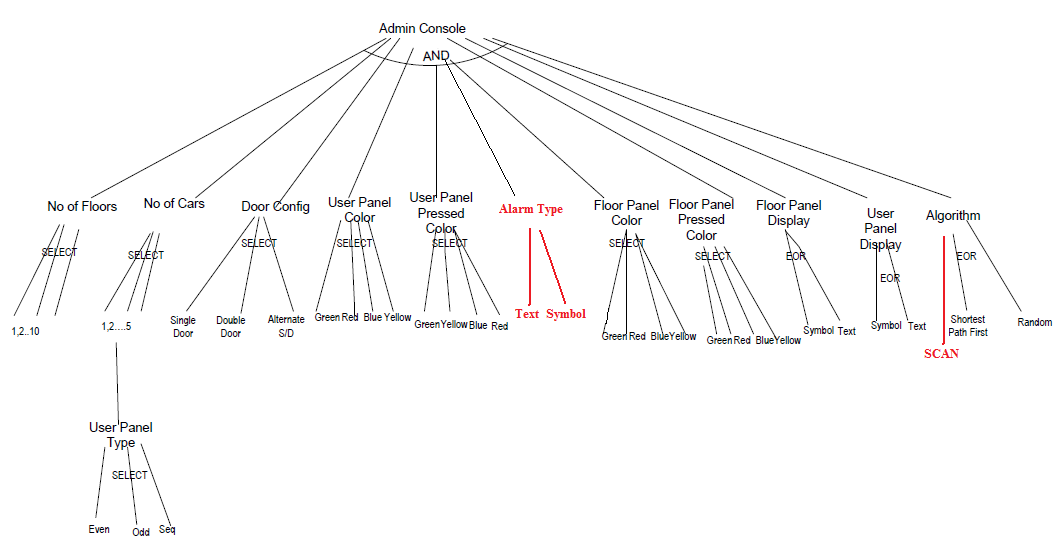 Admin Console
AND
No of Floors
No of Cars
Door Config
User Panel
Color
User Panel
Pressed
Color
Alarm Type
Floor Panel
Color
Floor Panel
Pressed
Color
Floor Panel
Display
User
Panel
Display
Algorithm
SELECT
SELECT
SELECT
SELECT
SELECT
SELECT
SELECT
EOR
EOR
EOR
1,2..10
1,2....5
Single
Door
Double
Door
Alternate
S/D
Green Red Blue Yellow
Green Yellow Blue Red
Text Symbol
Green Red Blue Yellow
Green Red Blue Yellow
Symbol Text
Symbol Text
SCAN
Shortest
Path First
Random
User Panel
Type
SELECT
Even Odd Seq